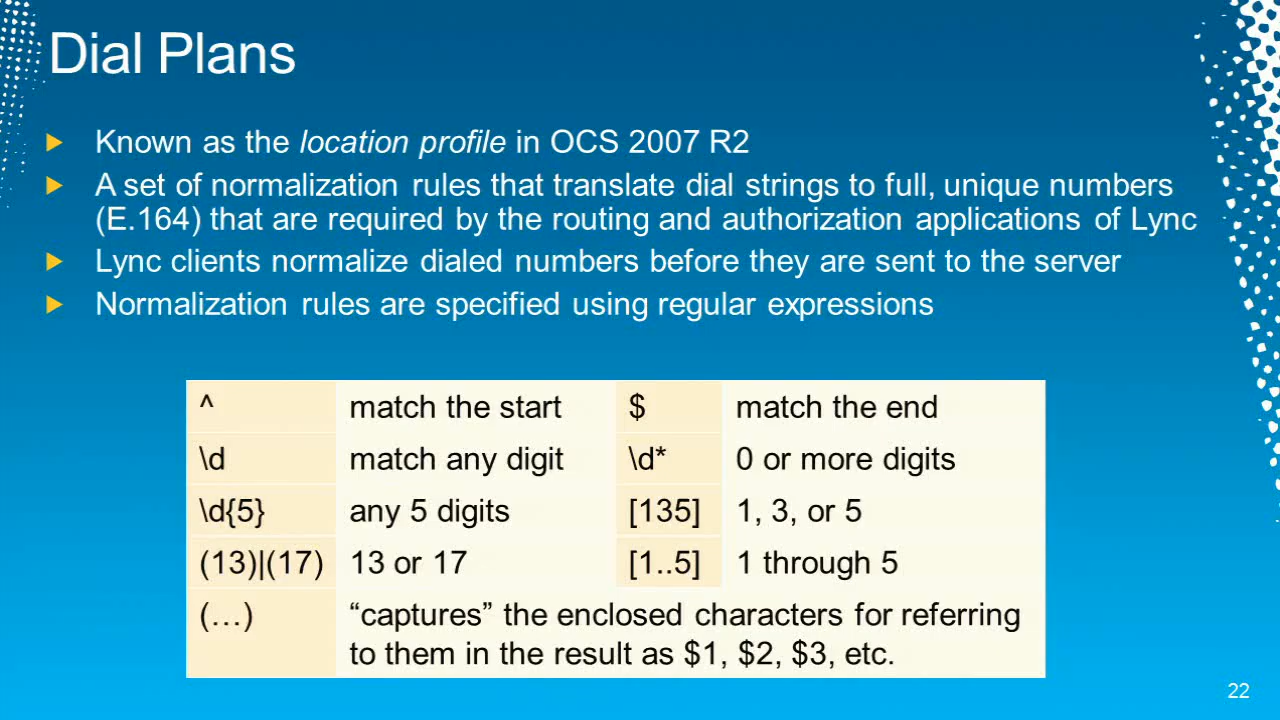 Dial Plans
Known as the location profile in OCS 2007 R2
A set of normalization rules that translate dial strings to full, unique numbers
(E.164) that are required by the routing and authorization applications of Lync
Lync clients normalize dialed numbers before they are sent to the server
Normalization rules are specified using regular expressions
^ match the start $ match the end
\d match any digit \d* 0 or more digits
\d{5} any 5 digits [135] 1, 3, or 5
(13)|(17) 13 or 17 [1..5] 1 through 5
(…) “captures” the enclosed characters for referring
to them in the result as $1, $2, $3, etc.
22